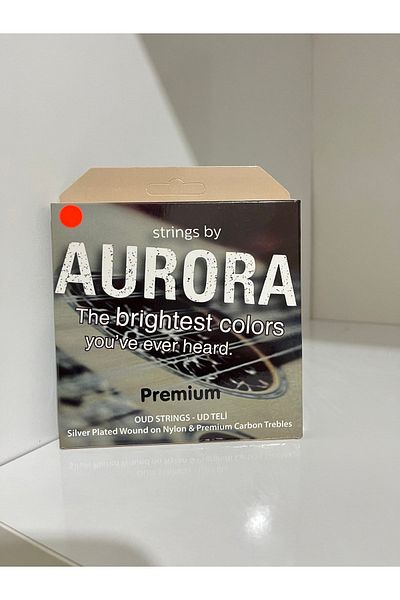 strings by
AURORA
The brightest colors
you've ever heard.
Premium
OUD STRINGS - UD TELİ
Silver Plated Wound on Nylon & Premium Carbon Trebles